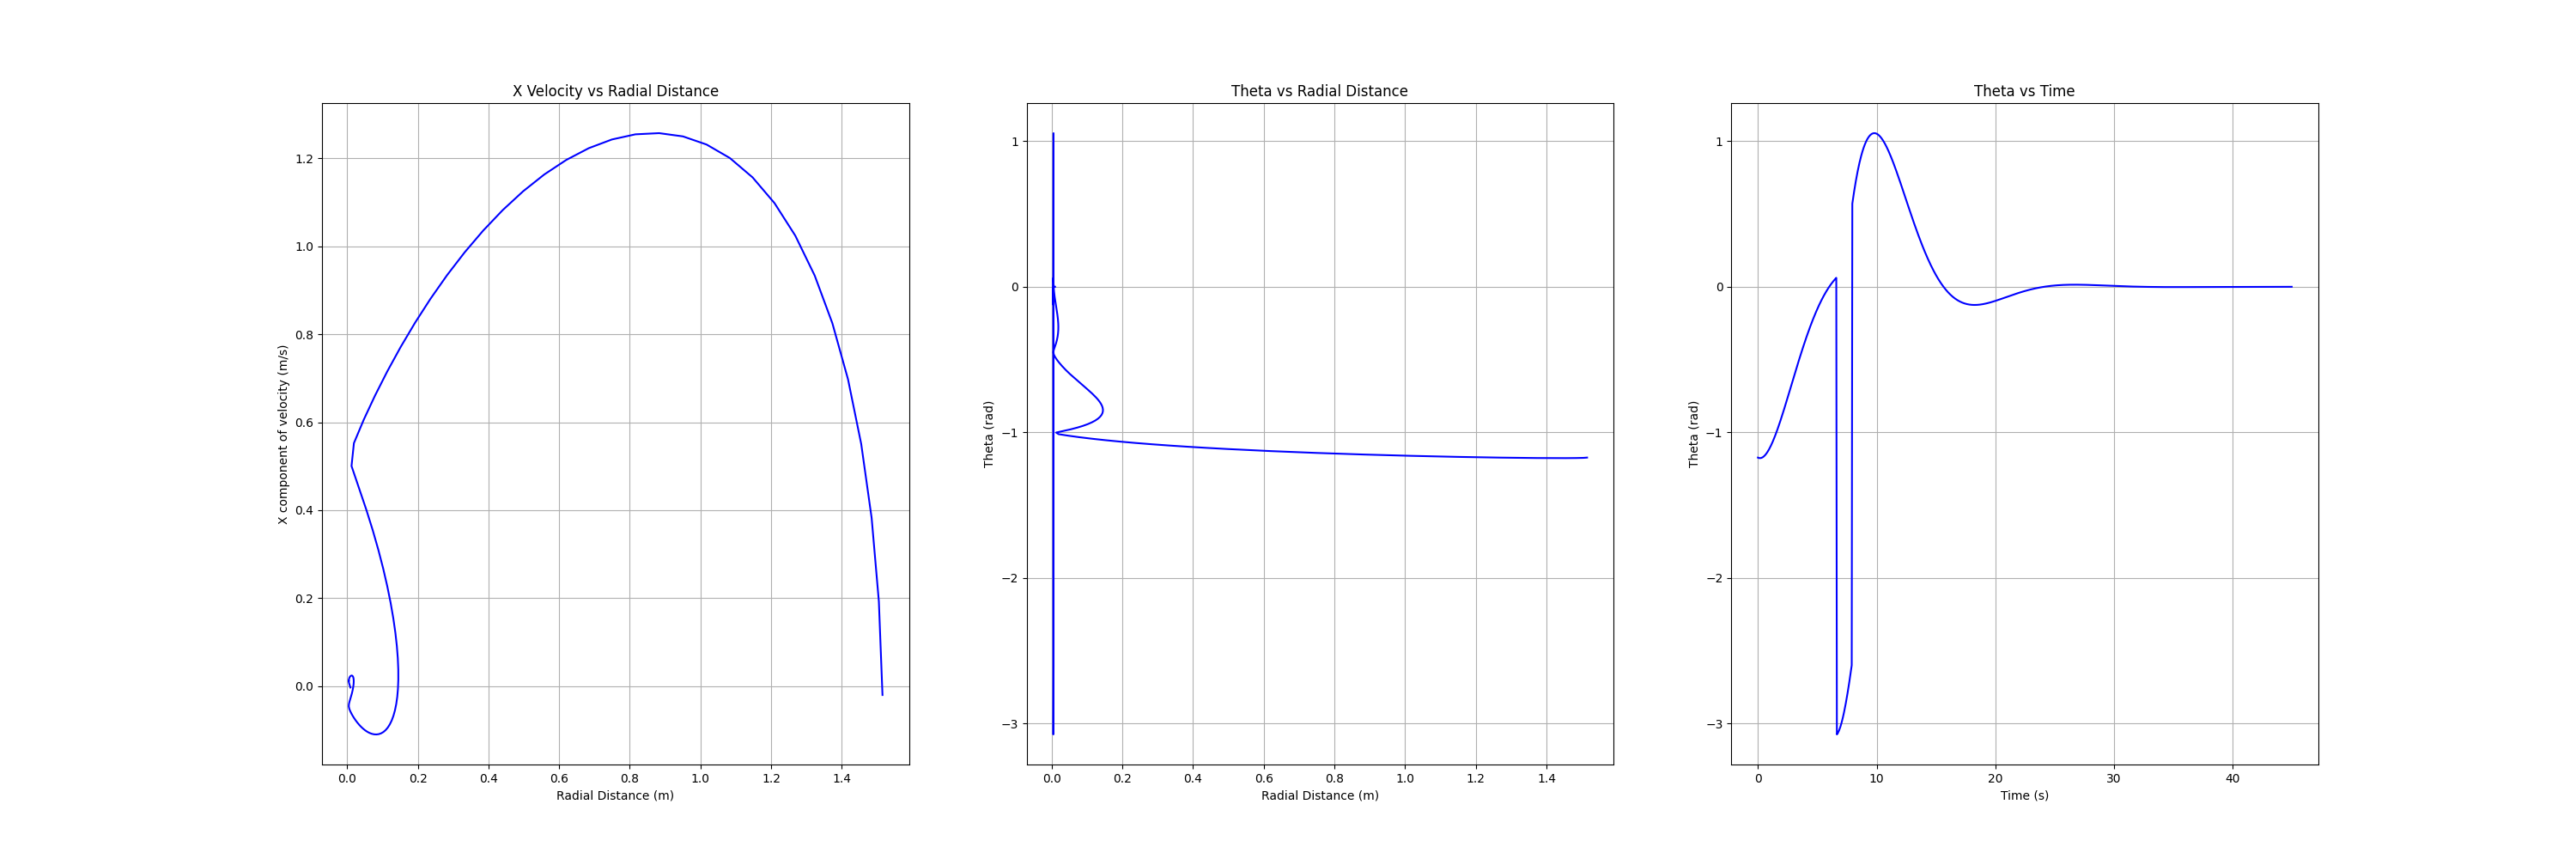 X Velocity vs Radial Distance
X component of velocity (m/s)
1.2
1.0
0.8
0.6
0.4
0.2
0.0
0.0 0.2 0.4 0.6 0.8 1.0 1.2 1.4
Radial Distance (m)
Theta vs Radial Distance
Theta (rad)
1
0
−1
−2
−3
0.0 0.2 0.4 0.6 0.8 1.0 1.2 1.4
Radial Distance (m)
Theta vs Time
Theta (rad)
1
0
−1
−2
−3
0 10 20 30 40
Time (s)